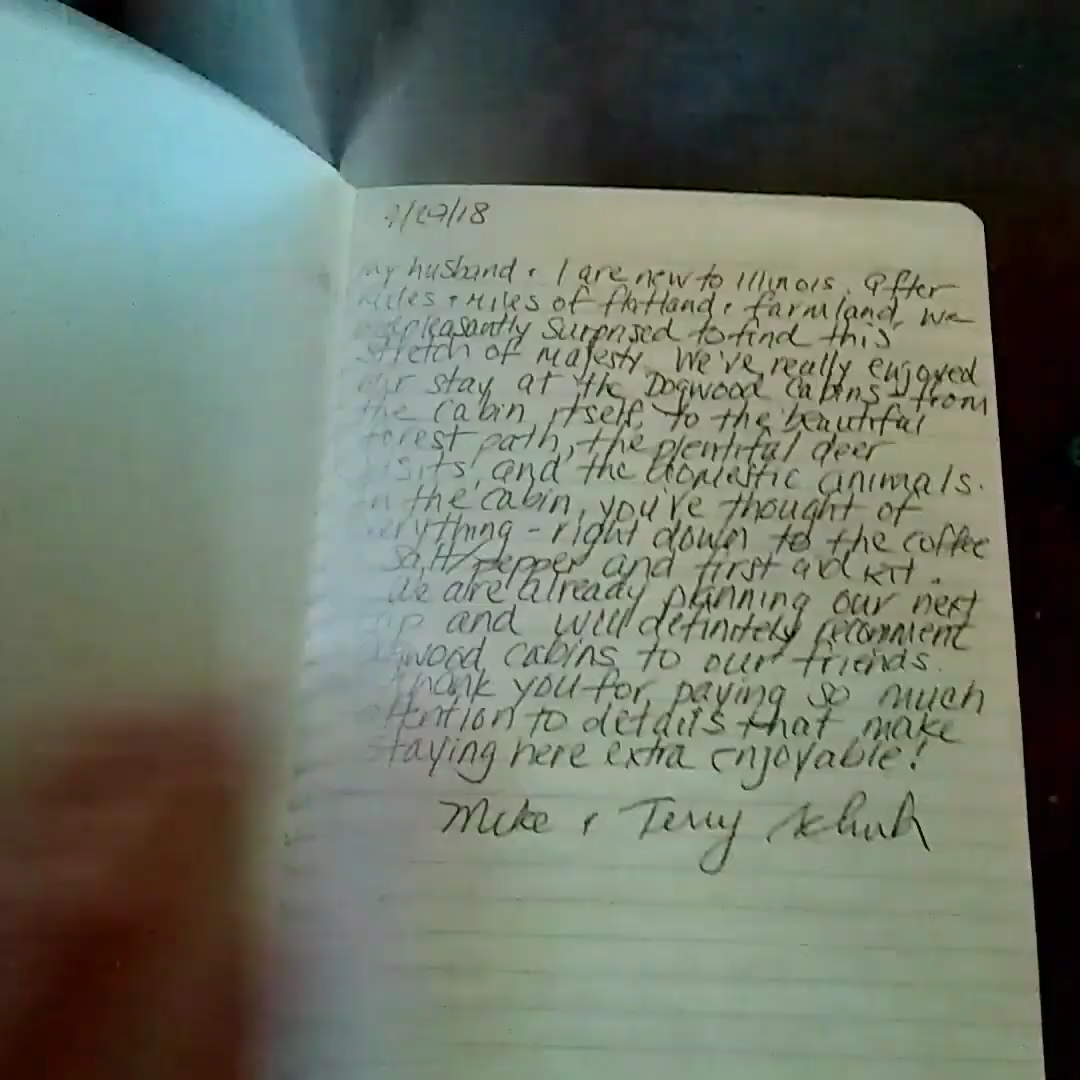 my husband & I are new to Illinois. After
miles & miles of flatland & farmland, we
pleasantly surprised to find this
stretch of majesty. We've really enjoyed
our stay at the Dogwood Cabins - from
the cabin itself, to the beautiful
forest path, the plentiful deer
visits, and the domestic animals.
In the cabin, you've thought of
everything - right down to the coffee
salt/pepper and first aid kit.
We are already planning our next
trip and will definitely recomment
Dogwood cabins to our friends.
Thank you for paying so much
attention to details that make
staying here extra enjoyable!
Mike & Terry